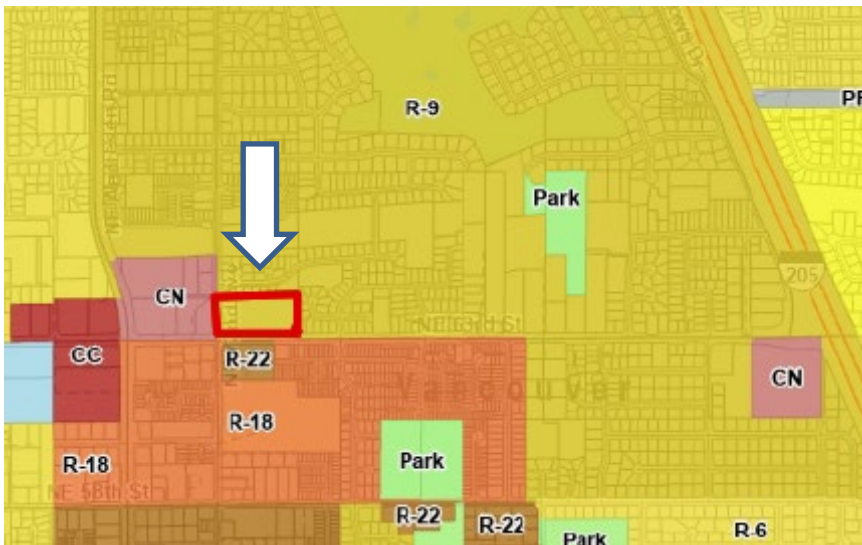 R-9
PF
Park
205
CN
NE 63rd St
CC
R-22
CN
Vancouver
R-18
R-18
Park
NE 58th St
R-22
R-22
Park
R-6